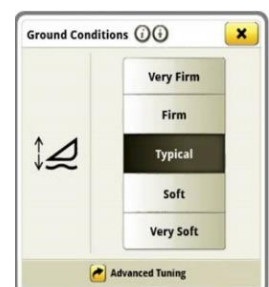 Ground Conditions
Very Firm
Firm
Typical
Soft
Very Soft
Advanced Tuning